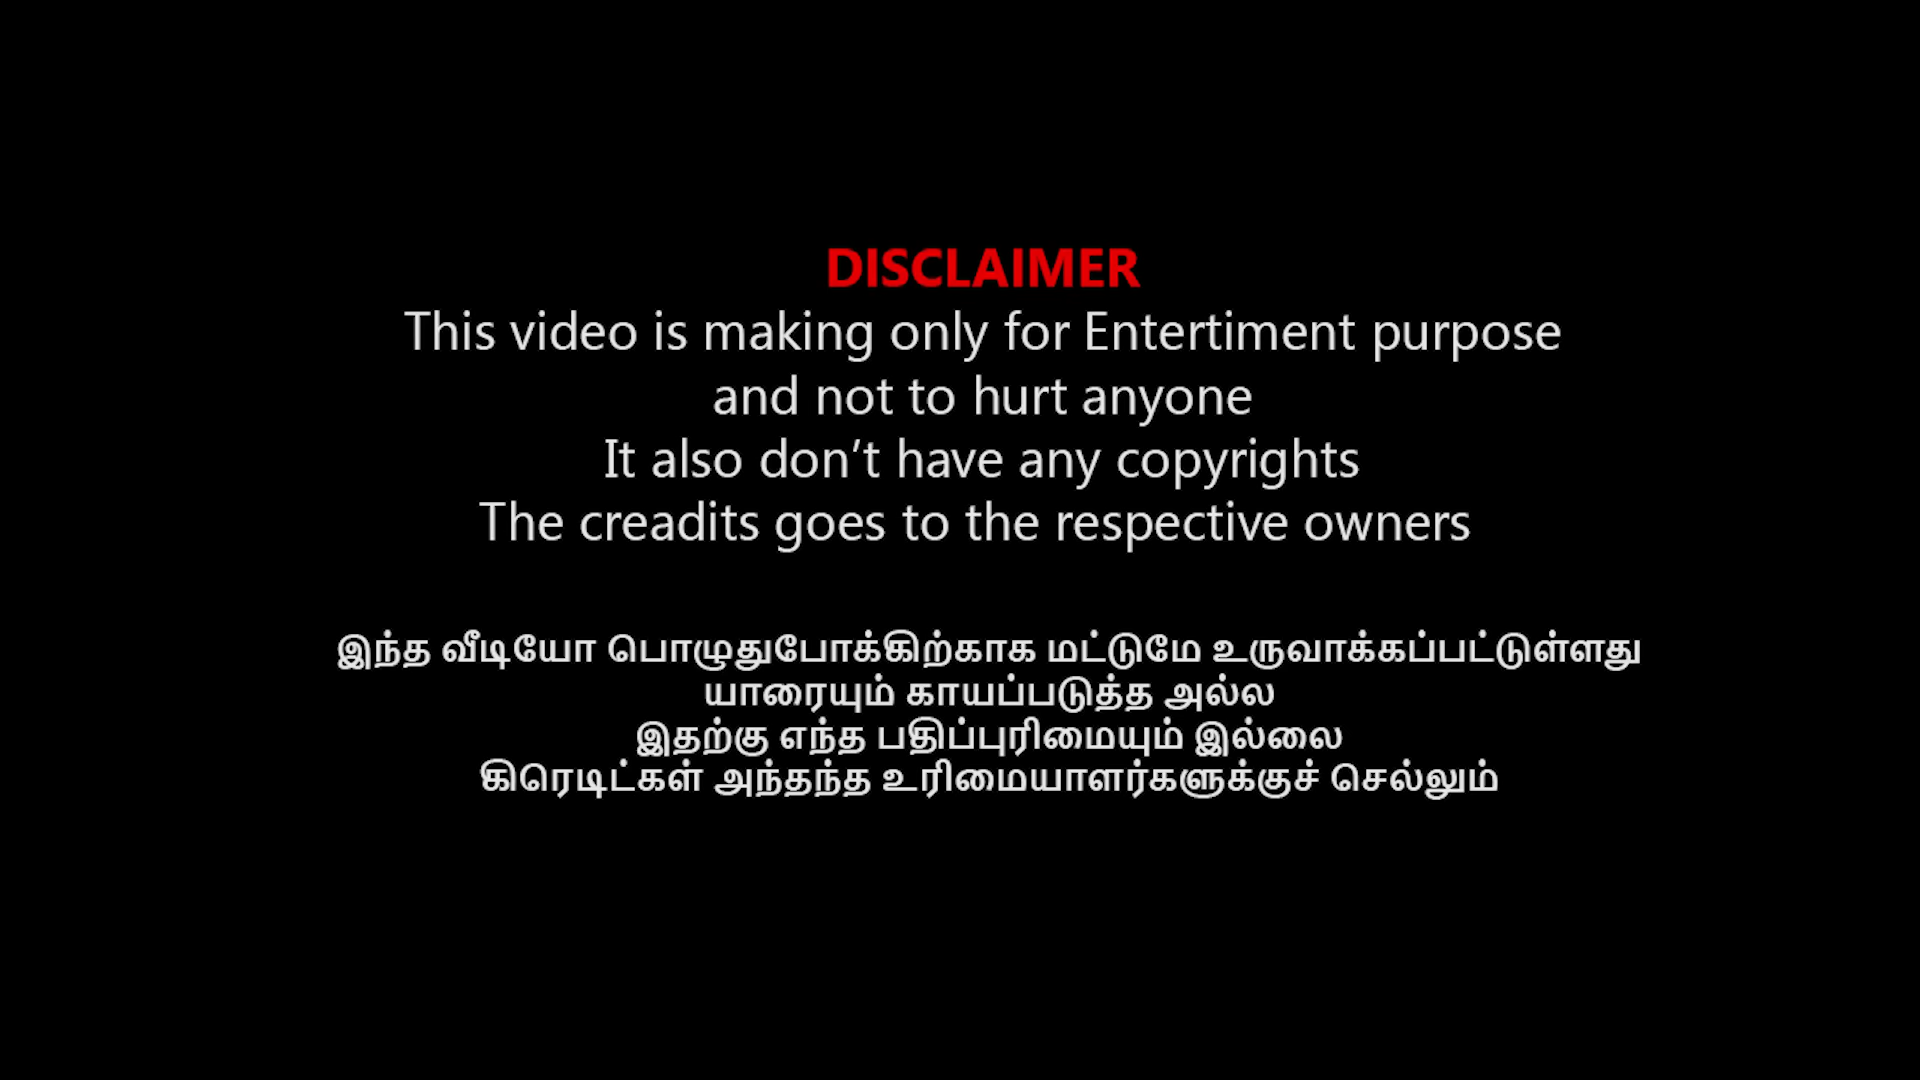 DISCLAIMER
This video is making only for Entertiment purpose
and not to hurt anyone
It also don’t have any copyrights
The creadits goes to the respective owners
இந்த வீடியோ பொழுதுபோக்கிற்காக மட்டுமே உருவாக்கப்பட்டுள்ளது
யாரையும் காயப்படுத்த அல்ல
இதற்கு எந்த பதிப்புரிமையும் இல்லை
கிரெடிட்கள் அந்தந்த உரிமையாளர்களுக்குச் செல்லும்